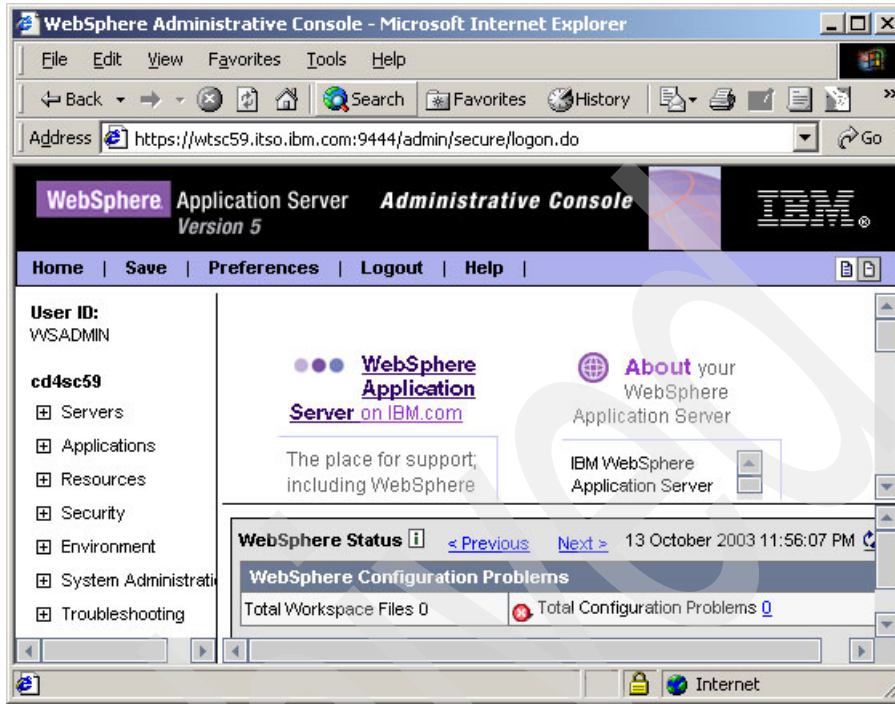 WebSphere Administrative Console - Microsoft Internet Explorer
File Edit View Favorites Tools Help
Back Search Favorites History »
Address https://wtsc59.itso.ibm.com:9444/admin/secure/logon.do Go
WebSphere Application Server Administrative Console IBM®
Version 5
Home | Save | Preferences | Logout | Help |
User ID:
WSADMIN
cd4sc59
Servers
Applications
Resources
Security
Environment
System Administratio
Troubleshooting
WebSphere
Application
Server on IBM.com
The place for support;
including WebSphere
About your
WebSphere
Application Server
IBM WebSphere
Application Server
WebSphere Status i < Previous Next > 13 October 2003 11:56:07 PM
WebSphere Configuration Problems
Total Workspace Files 0 Total Configuration Problems 0
Internet